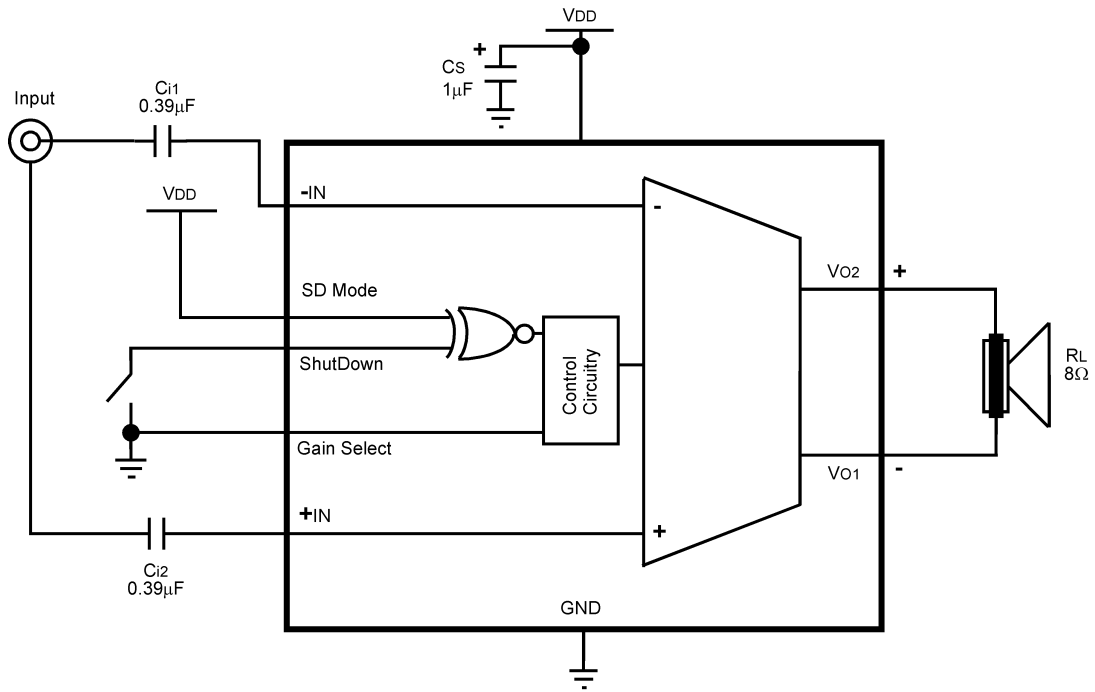 VDD
+
CS
1µF
Ci1
0.39µF
Input
VDD
-IN
-
SD Mode
VO2
+
ShutDown
Control
Circuitry
RL
8Ω
Gain Select
VO1
-
+IN
+
Ci2
0.39µF
GND